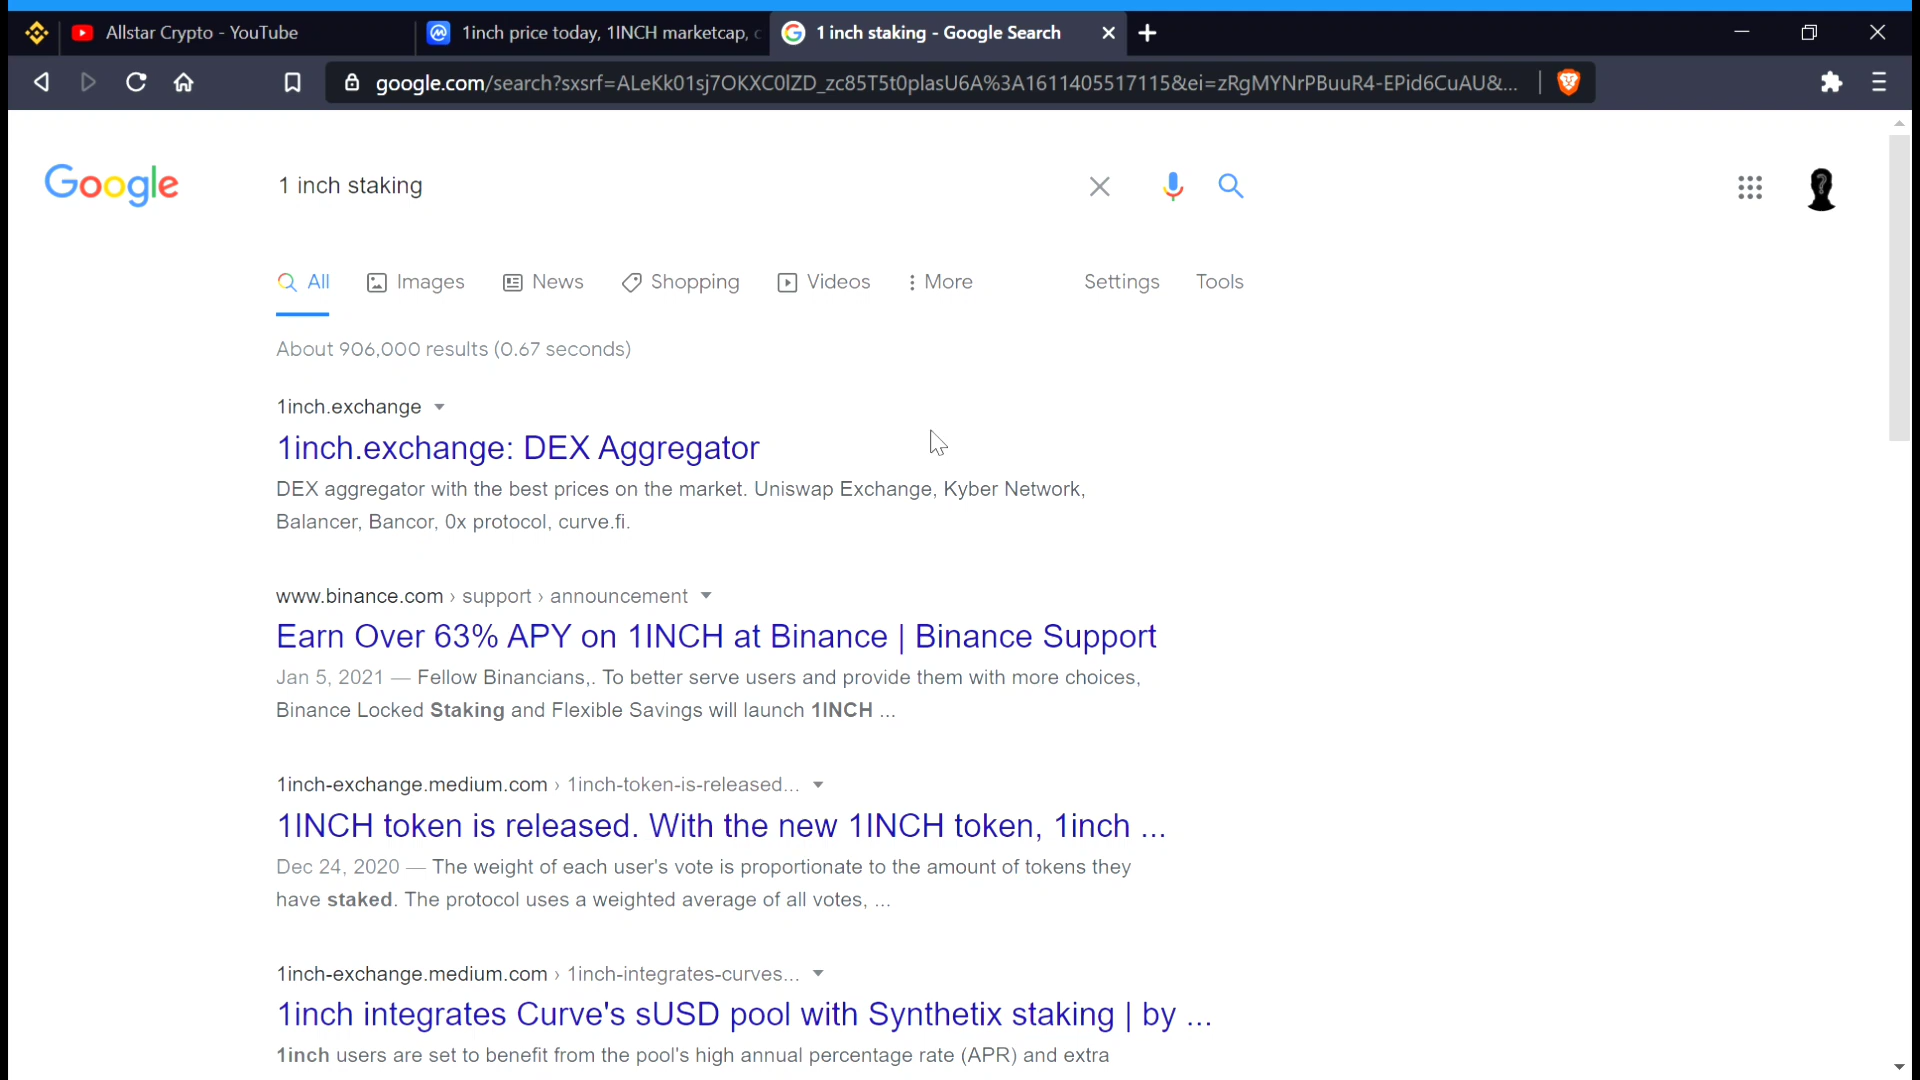 Allstar Crypto - YouTube
1inch price today, 1INCH marketcap,
1 inch staking - Google Search
google.com/search?sxsrf=ALeKk01sj7OKXC0lZD_zc85T5t0plasU6A%3A1611405517115&ei=zRgMYNrPBuuR4-EPid6CuAU&...
Google
1 inch staking
All Images News Shopping Videos More Settings Tools
About 906,000 results (0.67 seconds)
1inch.exchange
1inch.exchange: DEX Aggregator
DEX aggregator with the best prices on the market. Uniswap Exchange, Kyber Network,
Balancer, Bancor, 0x protocol, curve.fi.
www.binance.com › support › announcement
Earn Over 63% APY on 1INCH at Binance | Binance Support
Jan 5, 2021 — Fellow Binancians,. To better serve users and provide them with more choices,
Binance Locked Staking and Flexible Savings will launch 1INCH ...
1inch-exchange.medium.com › 1inch-token-is-released...
1INCH token is released. With the new 1INCH token, 1inch ...
Dec 24, 2020 — The weight of each user's vote is proportionate to the amount of tokens they
have staked. The protocol uses a weighted average of all votes, ...
1inch-exchange.medium.com › 1inch-integrates-curves...
1inch integrates Curve's sUSD pool with Synthetix staking | by ...
1inch users are set to benefit from the pool's high annual percentage rate (APR) and extra